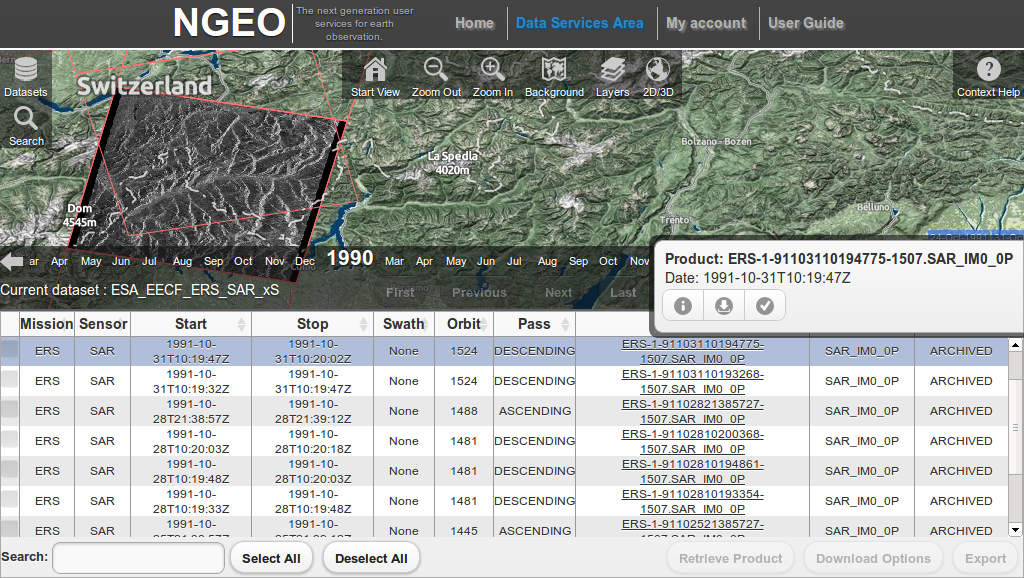 NGEO
The next generation user
services for earth
observation.
Home
Data Services Area
My account
User Guide
Datasets
Search
Switzerland
Start View
Zoom Out
Zoom In
Background
Layers
2D/3D
Context Help
Bolzano - Bozen
La Spedla
4020m
Dom
4545m
Trento
Belluno
ar Apr May Jun Jul Aug Sep Oct Nov Dec 1990 Mar Apr May Jun Jul Aug Sep Oct Nov
Current dataset : ESA_EECF_ERS_SAR_xS
First Previous Next Last
Product: ERS-1-91103110194775-1507.SAR_IM0_0P
Date: 1991-10-31T10:19:47Z
Mission Sensor Start Stop Swath Orbit Pass
ERS SAR 1991-10- 1991-10- None 1524 DESCENDING ERS-1-91103110194775- SAR_IM0_0P ARCHIVED
31T10:19:47Z 31T10:20:02Z 1507.SAR_IM0_0P
ERS SAR 1991-10- 1991-10- None 1524 DESCENDING ERS-1-91103110193268- SAR_IM0_0P ARCHIVED
31T10:19:32Z 31T10:19:47Z 1507.SAR_IM0_0P
ERS SAR 1991-10- 1991-10- None 1488 ASCENDING ERS-1-91102821385727- SAR_IM0_0P ARCHIVED
28T21:38:57Z 28T21:39:12Z 1507.SAR_IM0_0P
ERS SAR 1991-10- 1991-10- None 1481 DESCENDING ERS-1-91102810200368- SAR_IM0_0P ARCHIVED
28T10:20:03Z 28T10:20:18Z 1507.SAR_IM0_0P
ERS SAR 1991-10- 1991-10- None 1481 DESCENDING ERS-1-91102810194861- SAR_IM0_0P ARCHIVED
28T10:19:48Z 28T10:20:03Z 1507.SAR_IM0_0P
ERS SAR 1991-10- 1991-10- None 1481 DESCENDING ERS-1-91102810193354- SAR_IM0_0P ARCHIVED
28T10:19:33Z 28T10:19:48Z 1507.SAR_IM0_0P
ERS SAR 1991-10- 1991-10- None 1445 ASCENDING ERS-1-91102521385727- SAR_IM0_0P ARCHIVED
Search:
Select All
Deselect All
Retrieve Product
Download Options
Export